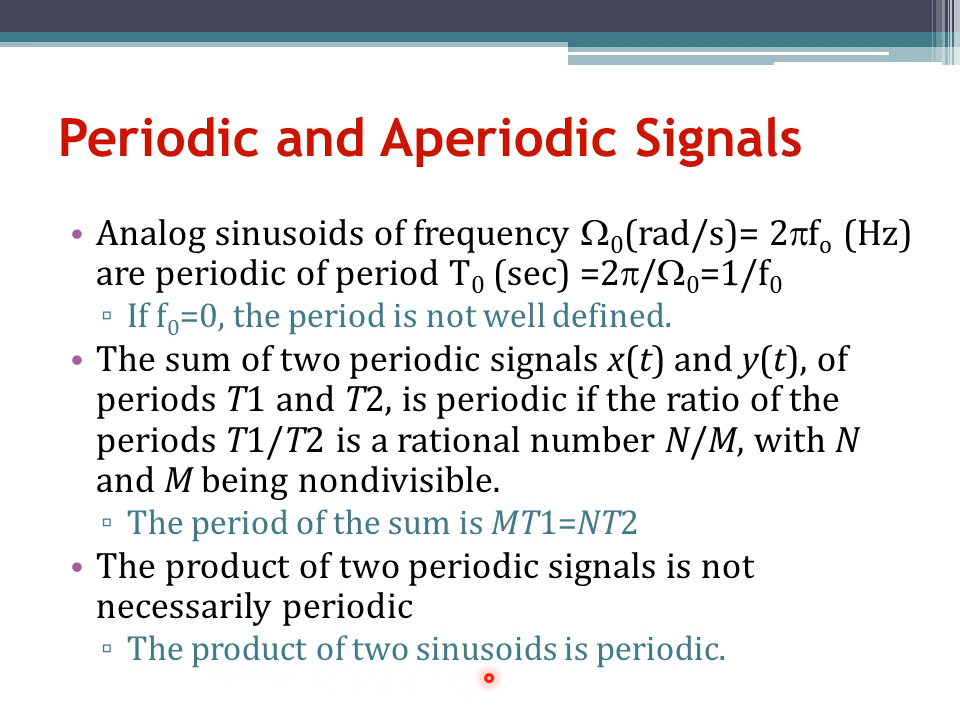 Periodic and Aperiodic Signals
• Analog sinusoids of frequency Ω₀(rad/s)= 2πfₒ (Hz)
are periodic of period T₀ (sec) =2π/Ω₀=1/f₀
▫ If f₀=0, the period is not well defined.
• The sum of two periodic signals x(t) and y(t), of
periods T1 and T2, is periodic if the ratio of the
periods T1/T2 is a rational number N/M, with N
and M being nondivisible.
▫ The period of the sum is MT1=NT2
• The product of two periodic signals is not
necessarily periodic
▫ The product of two sinusoids is periodic.